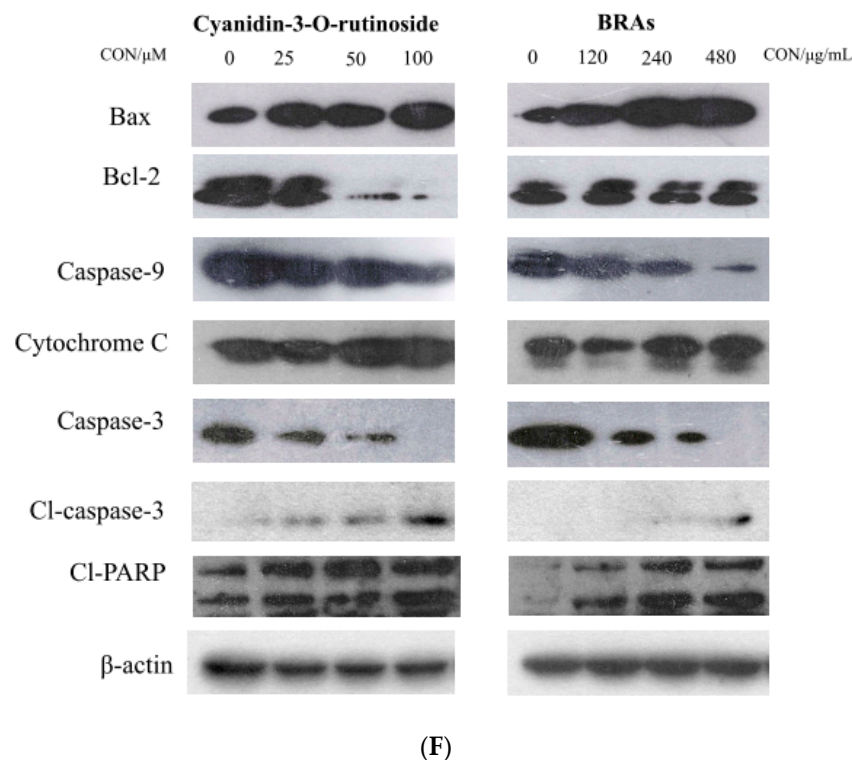 Cyanidin-3-O-rutinoside BRAs
CON/μM 0 25 50 100 0 120 240 480 CON/μg/mL
Bax
Bcl-2
Caspase-9
Cytochrome C
Caspase-3
Cl-caspase-3
Cl-PARP
β-actin
(F)